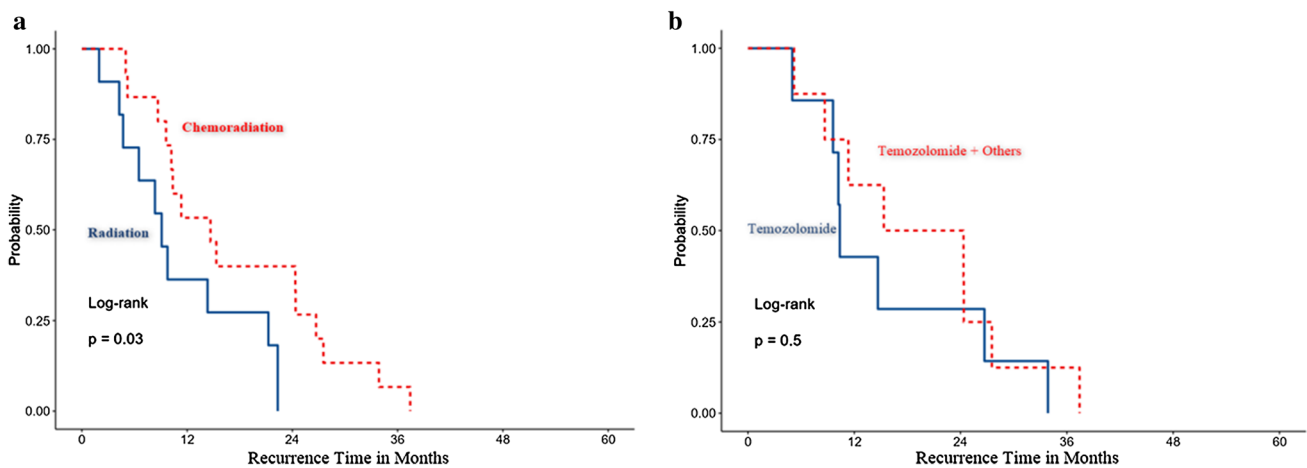 a
1.00
0.75
0.50
0.25
0.00
Probability
Chemoradiation
Radiation
Log-rank
p = 0.03
0 12 24 36 48 60
Recurrence Time in Months
b
1.00
0.75
0.50
0.25
0.00
Probability
Temozolomide + Others
Temozolomide
Log-rank
p = 0.5
0 12 24 36 48 60
Recurrence Time in Months